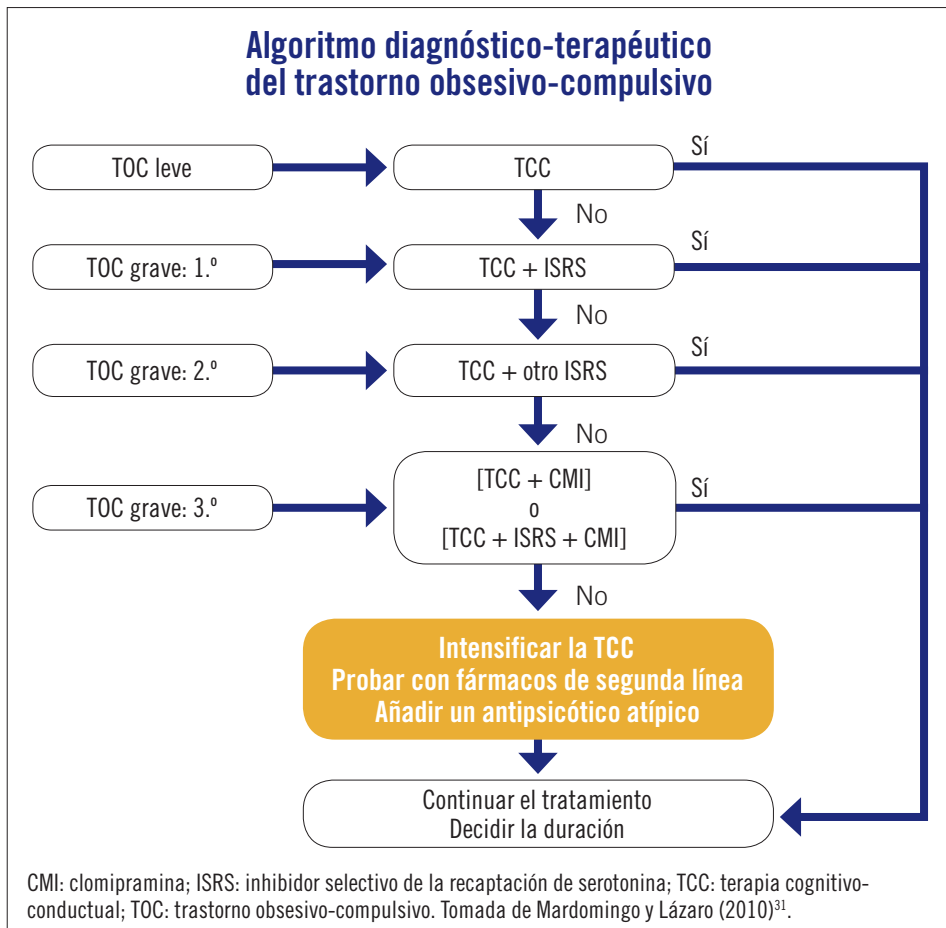 Algoritmo diagnóstico-terapéutico
del trastorno obsesivo-compulsivo
TOC leve
TCC
Sí
No
TOC grave: 1.º
TCC + ISRS
Sí
No
TOC grave: 2.º
TCC + otro ISRS
Sí
No
TOC grave: 3.º
[TCC + CMI]
o
[TCC + ISRS + CMI]
Sí
No
Intensificar la TCC
Probar con fármacos de segunda línea
Añadir un antipsicótico atípico
Continuar el tratamiento
Decidir la duración
CMI: clomipramina; ISRS: inhibidor selectivo de la recaptación de serotonina; TCC: terapia cognitivo-
conductual; TOC: trastorno obsesivo-compulsivo. Tomada de Mardomingo y Lázaro (2010)³¹.